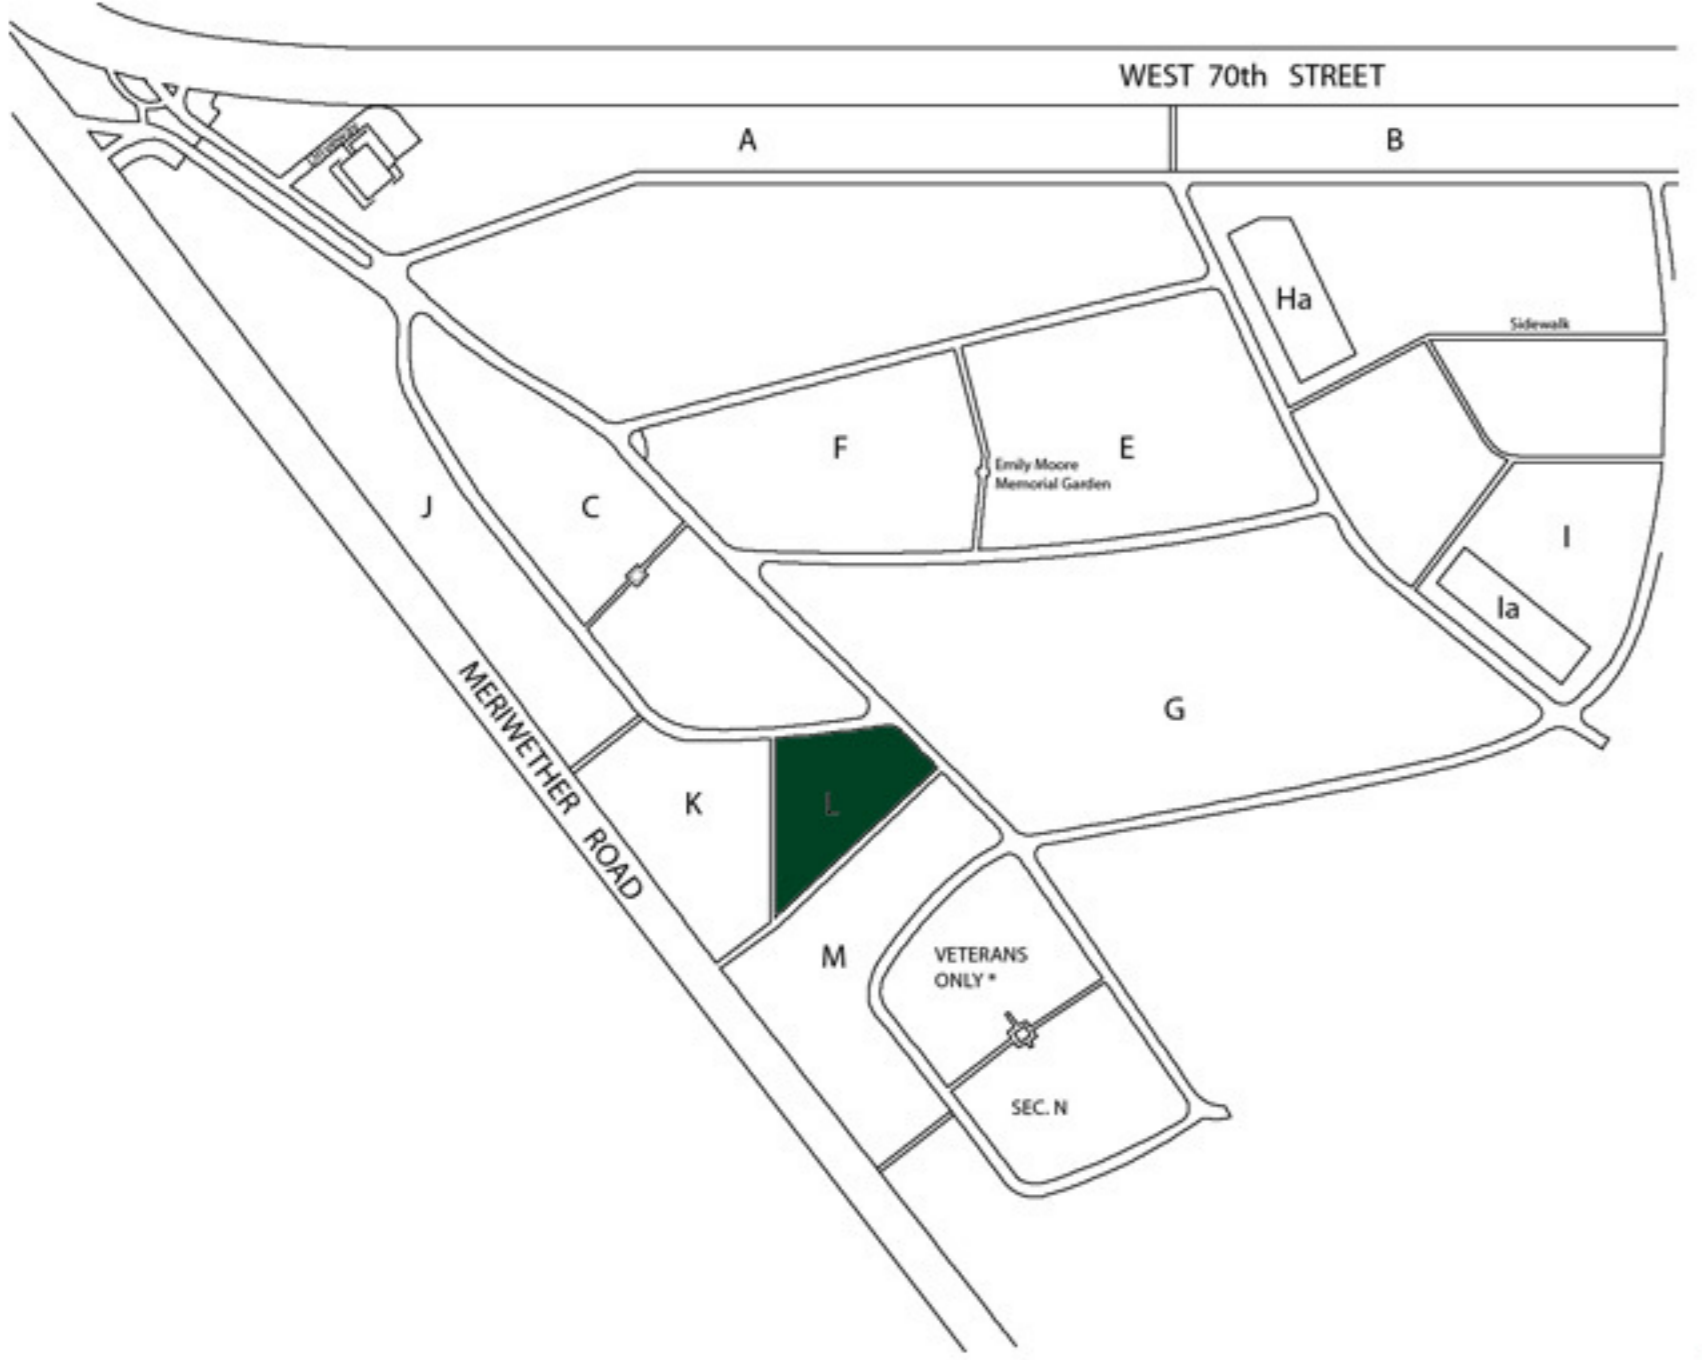 WEST 70th STREET
A
B
Ha
Sidewalk
F
E
Emily Moore
Memorial Garden
J
C
I
Ia
G
MERIWETHER ROAD
K
L
M
VETERANS
ONLY *
SEC. N